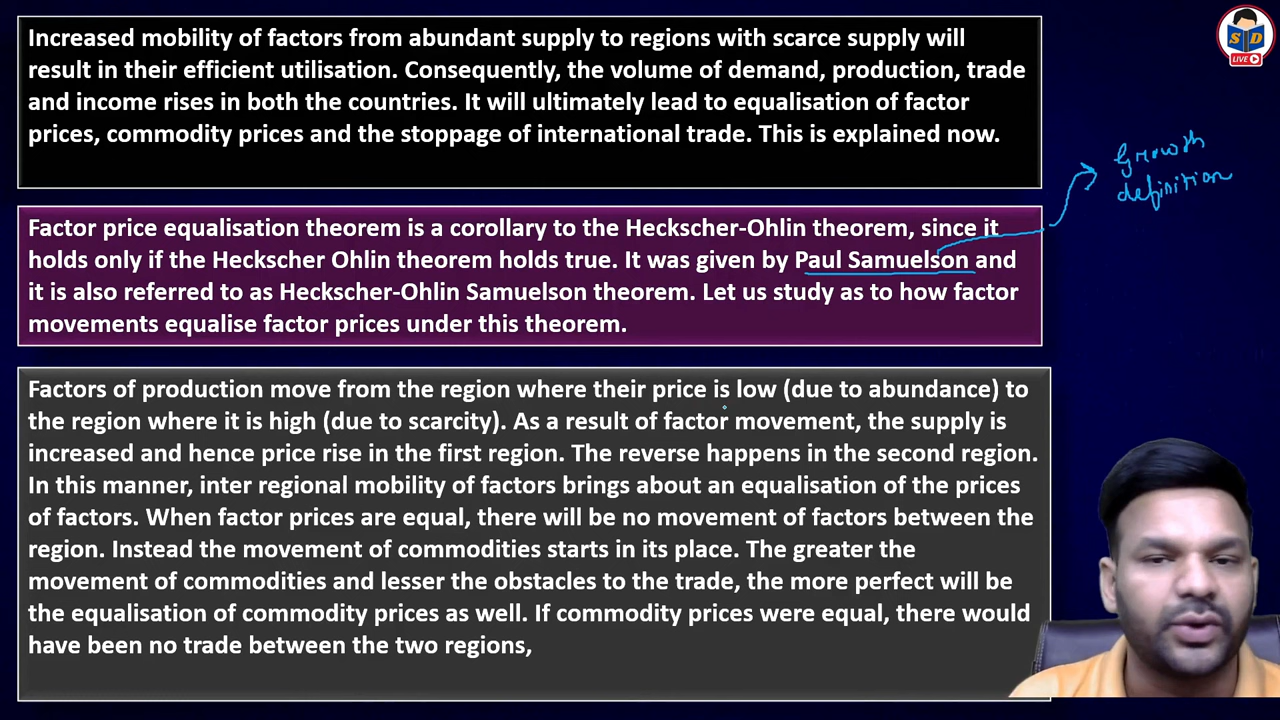 Increased mobility of factors from abundant supply to regions with scarce supply will
result in their efficient utilisation. Consequently, the volume of demand, production, trade
and income rises in both the countries. It will ultimately lead to equalisation of factor
prices, commodity prices and the stoppage of international trade. This is explained now.
Factor price equalisation theorem is a corollary to the Heckscher-Ohlin theorem, since it
holds only if the Heckscher Ohlin theorem holds true. It was given by Paul Samuelson and
it is also referred to as Heckscher-Ohlin Samuelson theorem. Let us study as to how factor
movements equalise factor prices under this theorem.
Growth
definition
Factors of production move from the region where their price is low (due to abundance) to
the region where it is high (due to scarcity). As a result of factor movement, the supply is
increased and hence price rise in the first region. The reverse happens in the second region.
In this manner, inter regional mobility of factors brings about an equalisation of the prices
of factors. When factor prices are equal, there will be no movement of factors between the
region. Instead the movement of commodities starts in its place. The greater the
movement of commodities and lesser the obstacles to the trade, the more perfect will be
the equalisation of commodity prices as well. If commodity prices were equal, there would
have been no trade between the two regions,
S D
LIVE